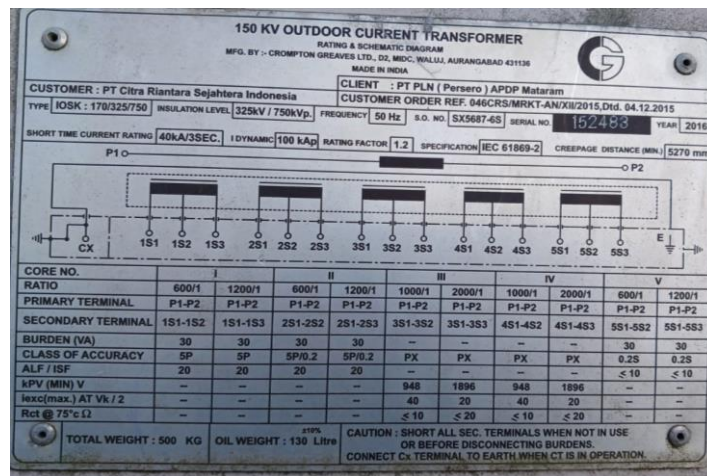 150 KV OUTDOOR CURRENT TRANSFORMER
RATING & SCHEMATIC DIAGRAM
MFG. BY :- CROMPTON GREAVES LTD., D2, MIDC, WALUJ, AURANGABAD 431136
MADE IN INDIA
CUSTOMER : PT Citra Riantara Sejahtera Indonesia CLIENT : PT PLN ( Persero ) APDP Mataram
CUSTOMER ORDER REF. 046CRS/MRKT-AN/XII/2015,Dtd. 04.12.2015
TYPE IOSK : 170/325/750 INSULATION LEVEL 325kV / 750kVp. FREQUENCY 50 Hz S.O. NO. SX5687-6S SERIAL NO. 152483 YEAR 2016
SHORT TIME CURRENT RATING 40kA/3SEC. I DYNAMIC 100 kAp RATING FACTOR 1.2 SPECIFICATION IEC 61869-2 CREEPAGE DISTANCE (MIN.) 5270 mm
P1 P2
CX 1S1 1S2 1S3 2S1 2S2 2S3 3S1 3S2 3S3 4S1 4S2 4S3 5S1 5S2 5S3 E
CORE NO. I II III IV V
RATIO 600/1 1200/1 600/1 1200/1 1000/1 2000/1 1000/1 2000/1 600/1 1200/1
PRIMARY TERMINAL P1-P2 P1-P2 P1-P2 P1-P2 P1-P2 P1-P2 P1-P2 P1-P2 P1-P2 P1-P2
SECONDARY TERMINAL 1S1-1S2 1S1-1S3 2S1-2S2 2S1-2S3 3S1-3S2 3S1-3S3 4S1-4S2 4S1-4S3 5S1-5S2 5S1-5S3
BURDEN (VA) 30 30 30 30 – – – – 30 30
CLASS OF ACCURACY 5P 5P 5P/0.2 5P/0.2 PX PX PX PX 0.2S 0.2S
ALF / ISF 20 20 20 20 – – – – ≤ 10 ≤ 10
kPV (MIN) V – – – – 948 1896 948 1896 – –
iexc(max.) AT Vk / 2 – – – – 40 20 40 20 – –
Rct @ 75°c Ω – – – – ≤ 10 ≤ 20 ≤ 10 ≤ 20 – –
TOTAL WEIGHT : 500 KG OIL WEIGHT : 130 Litre ±10%
CAUTION : SHORT ALL SEC. TERMINALS WHEN NOT IN USE
OR BEFORE DISCONNECTING BURDENS.
CONNECT Cx TERMINAL TO EARTH WHEN CT IS IN OPERATION.